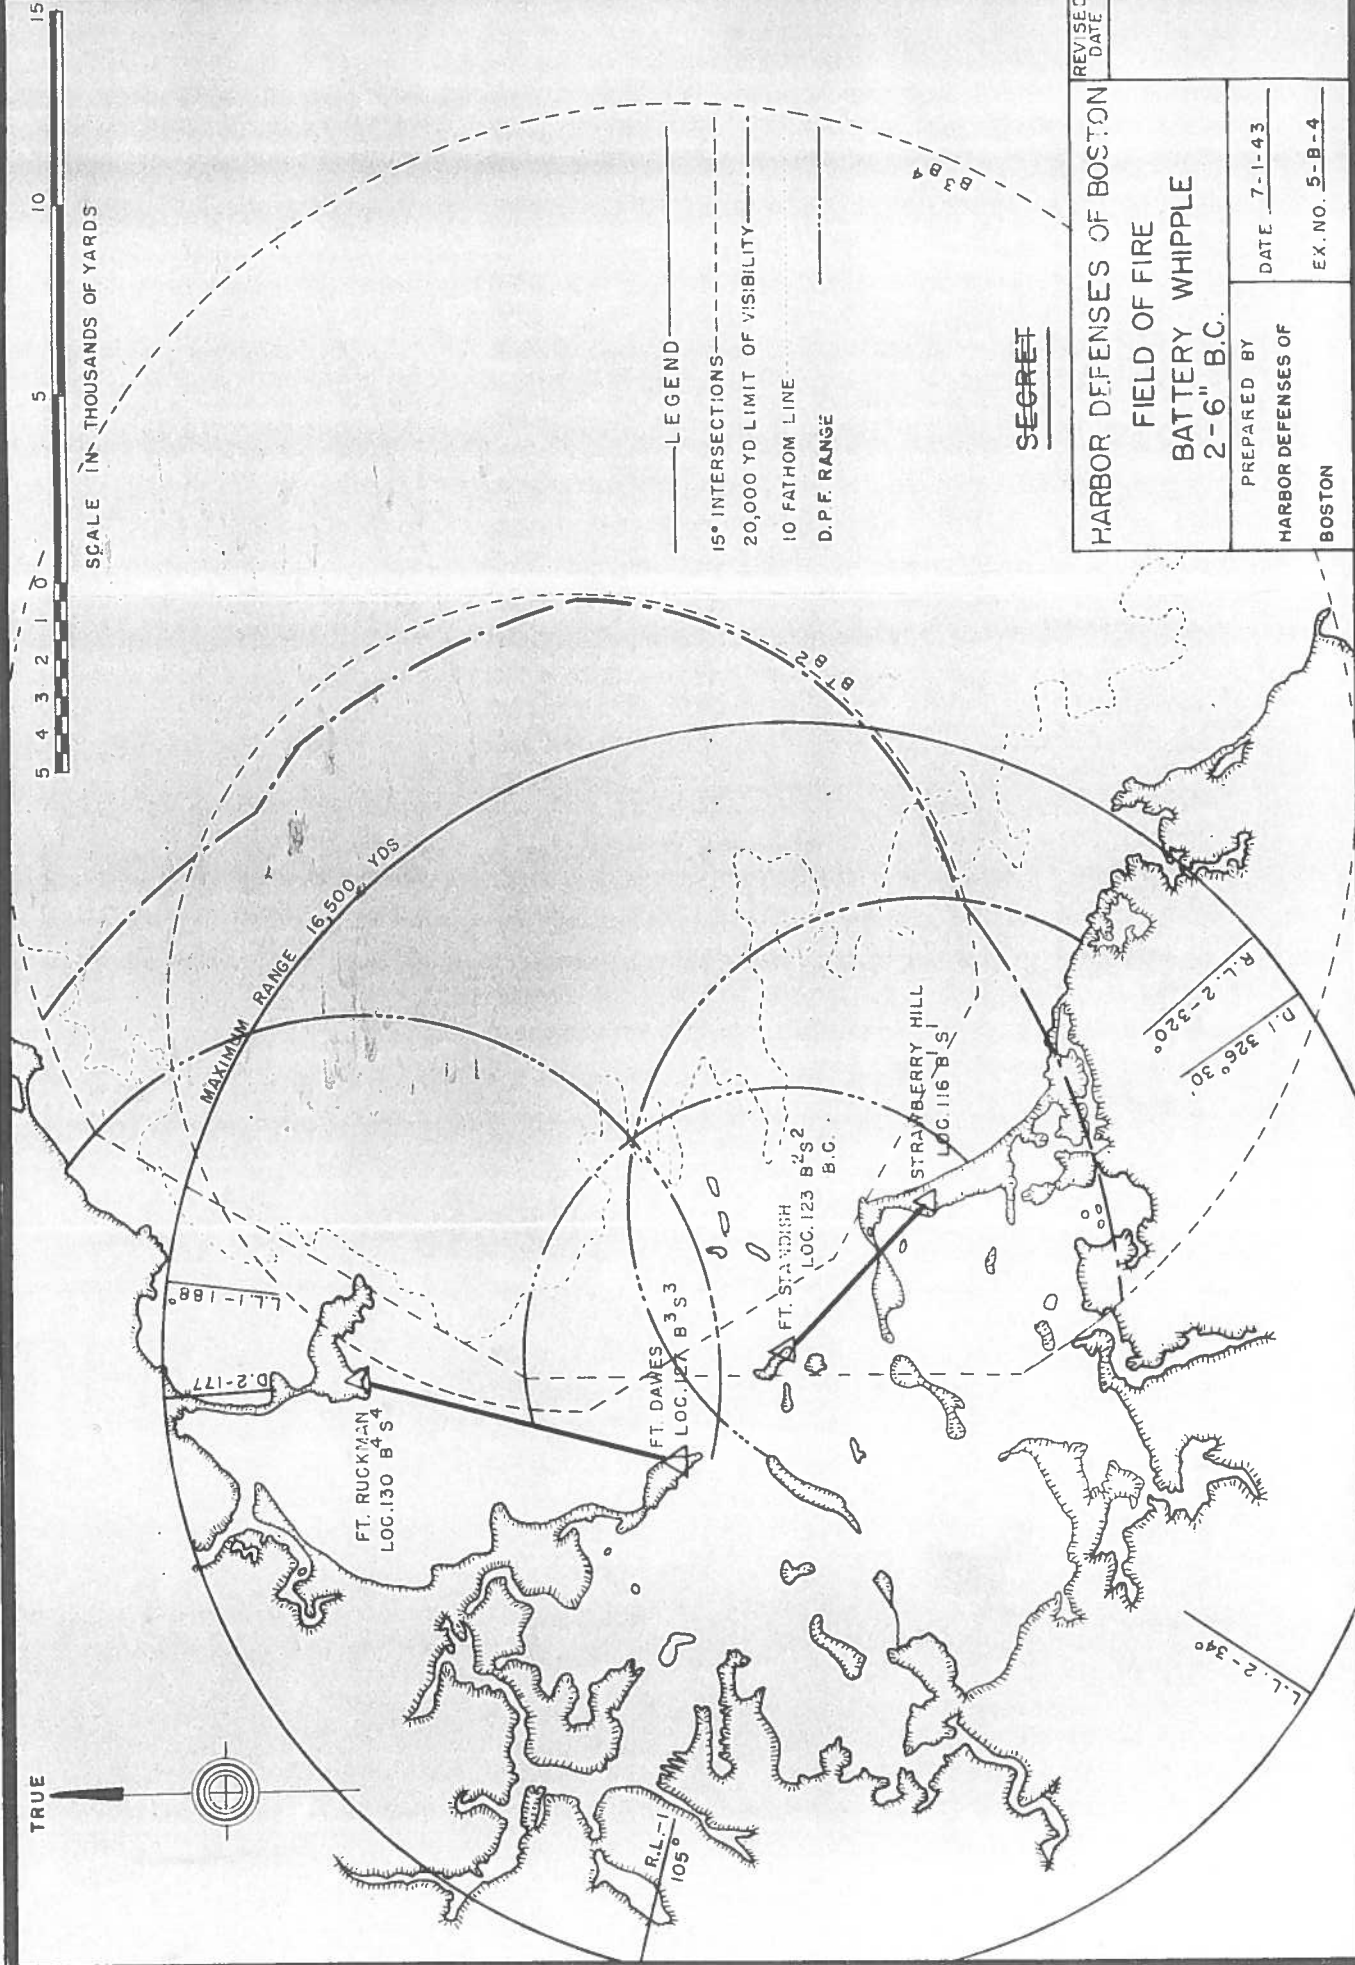 TRUE
15
10
5
0
1
2
3
4
5
SCALE IN THOUSANDS OF YARDS
MAXIMUM RANGE 16,500 YDS
B3 B4
B1 B2
L.L.1-188°
D.2-177
FT. RUCKMAN
LOC.130 B⁴S⁴
FT. DAWES
LOC.127 B³S³
FT. STANDISH
LOC.123 B²S²
B.C.
STRAWBERRY HILL
LOC.116 B¹S¹
R.L. 2-320°
D.1 326° 30'
L.L. 2-34°
R.L.-1
105°
LEGEND
15° INTERSECTIONS
20,000 YD LIMIT OF VISIBILITY
10 FATHOM LINE
D.P.F. RANGE
SECRET
HARBOR DEFENSES OF BOSTON
FIELD OF FIRE
BATTERY WHIPPLE
2-6" B.C.
PREPARED BY
HARBOR DEFENSES OF
BOSTON
DATE 7-1-43
EX. NO. 5-B-4
REVISED
DATE